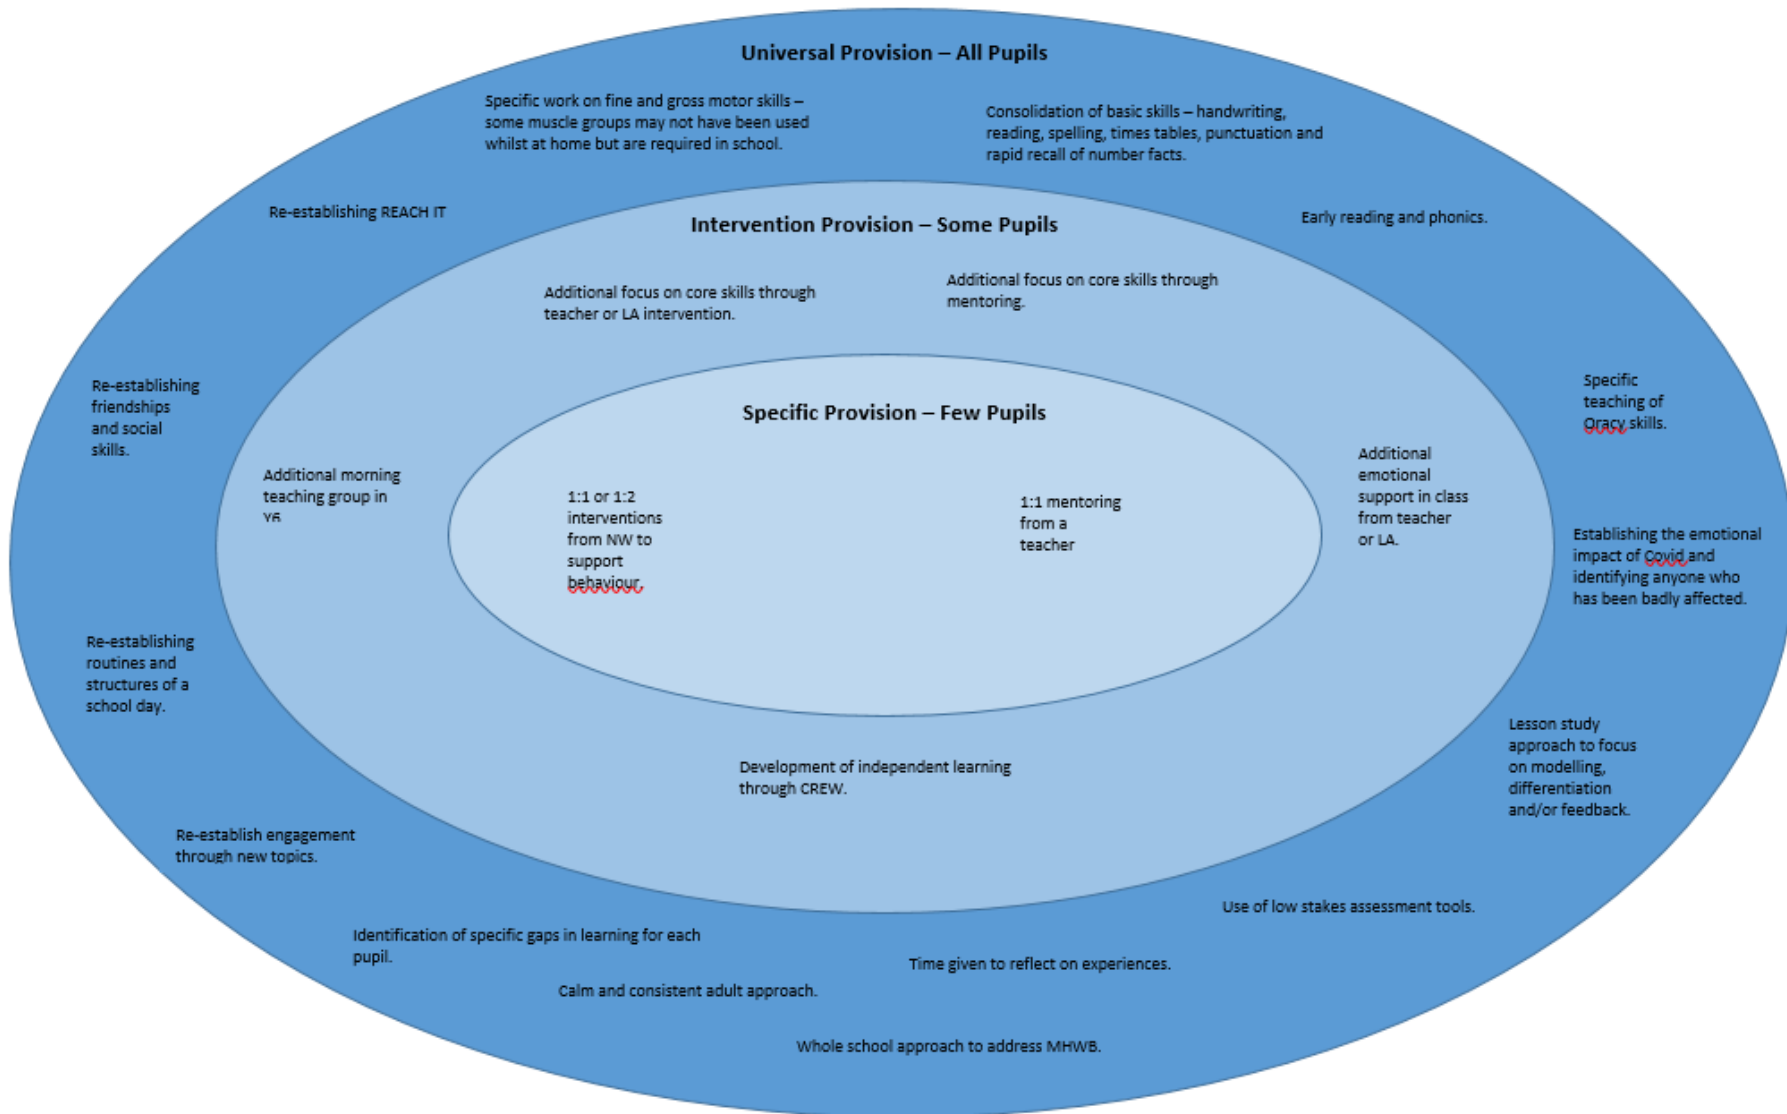 Universal Provision – All Pupils
Specific work on fine and gross motor skills –
some muscle groups may not have been used
whilst at home but are required in school.
Consolidation of basic skills – handwriting,
reading, spelling, times tables, punctuation and
rapid recall of number facts.
Re-establishing REACH IT
Early reading and phonics.
Intervention Provision – Some Pupils
Additional focus on core skills through
teacher or LA intervention.
Additional focus on core skills through
mentoring.
Re-establishing
friendships
and social
skills.
Specific
teaching of
Oracy skills.
Specific Provision – Few Pupils
Additional morning
teaching group in
Y6
1:1 or 1:2
interventions
from NW to
support
behaviour.
1:1 mentoring
from a
teacher
Additional
emotional
support in class
from teacher
or LA.
Establishing the emotional
impact of Covid and
identifying anyone who
has been badly affected.
Re-establishing
routines and
structures of a
school day.
Lesson study
approach to focus
on modelling,
differentiation
and/or feedback.
Development of independent learning
through CREW.
Re-establish engagement
through new topics.
Use of low stakes assessment tools.
Identification of specific gaps in learning for each
pupil.
Time given to reflect on experiences.
Calm and consistent adult approach.
Whole school approach to address MHWB.